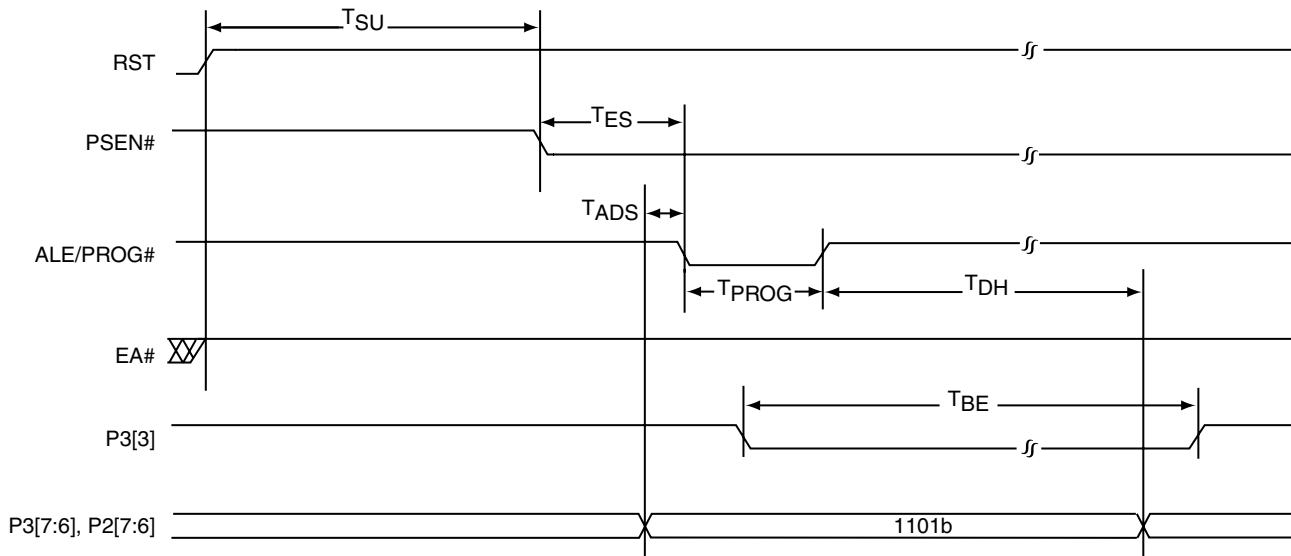 TSU
RST
TES
PSEN#
TADS
ALE/PROG#
TPROG
TDH
EA#
TBE
P3[3]
P3[7:6], P2[7:6]
1101b